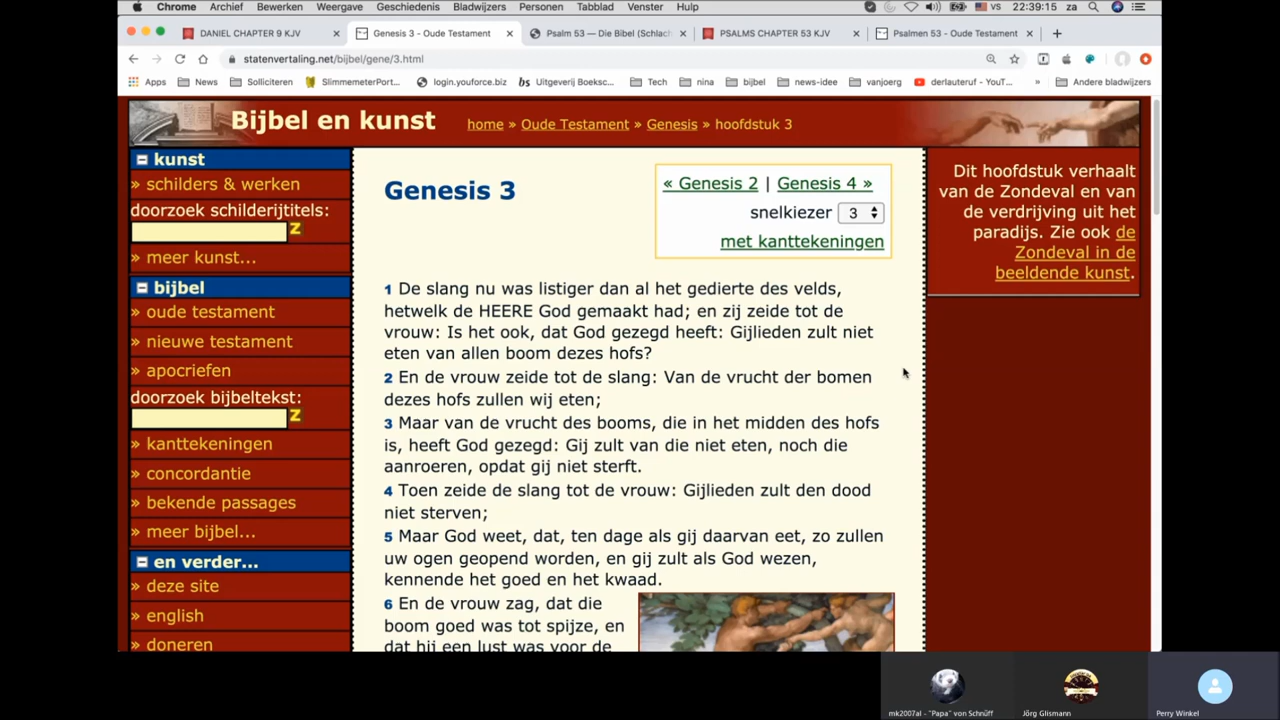 Chrome Archief Bewerken Weergave Geschiedenis Bladwijzers Personen Tabblad Venster Help VS 22:39:15 za
DANIEL CHAPTER 9 KJV × Genesis 3 - Oude Testament × Psalm 53 — Die Bibel (Schlach × PSALMS CHAPTER 53 KJV × Psalmen 53 - Oude Testament × +
statenvertaling.net/bijbel/gene/3.html
Apps News Solliciteren SlimmemeterPort... login.youforce.biz bs Uitgeverij Boeksc... Tech nina bijbel news-idee vanjoerg derlauteruf - YouT... » Andere bladwijzers
Bijbel en kunst
home » Oude Testament » Genesis » hoofdstuk 3
kunst
» schilders & werken
doorzoek schilderijtitels:
Z
» meer kunst...
bijbel
» oude testament
» nieuwe testament
» apocriefen
doorzoek bijbeltekst:
Z
» kanttekeningen
» concordantie
» bekende passages
» meer bijbel...
en verder...
» deze site
» english
» doneren
Genesis 3
« Genesis 2 | Genesis 4 »
snelkiezer 3
met kanttekeningen
1 De slang nu was listiger dan al het gedierte des velds,
hetwelk de HEERE God gemaakt had; en zij zeide tot de
vrouw: Is het ook, dat God gezegd heeft: Gijlieden zult niet
eten van allen boom dezes hofs?
2 En de vrouw zeide tot de slang: Van de vrucht der bomen
dezes hofs zullen wij eten;
3 Maar van de vrucht des booms, die in het midden des hofs
is, heeft God gezegd: Gij zult van die niet eten, noch die
aanroeren, opdat gij niet sterft.
4 Toen zeide de slang tot de vrouw: Gijlieden zult den dood
niet sterven;
5 Maar God weet, dat, ten dage als gij daarvan eet, zo zullen
uw ogen geopend worden, en gij zult als God wezen,
kennende het goed en het kwaad.
6 En de vrouw zag, dat die
boom goed was tot spijze, en
dat hij een lust was voor de
Dit hoofdstuk verhaalt
van de Zondeval en van
de verdrijving uit het
paradijs. Zie ook de
Zondeval in de
beeldende kunst.
mk2007al - "Papa" von Schnüff
Jörg Glismann
Perry Winkel